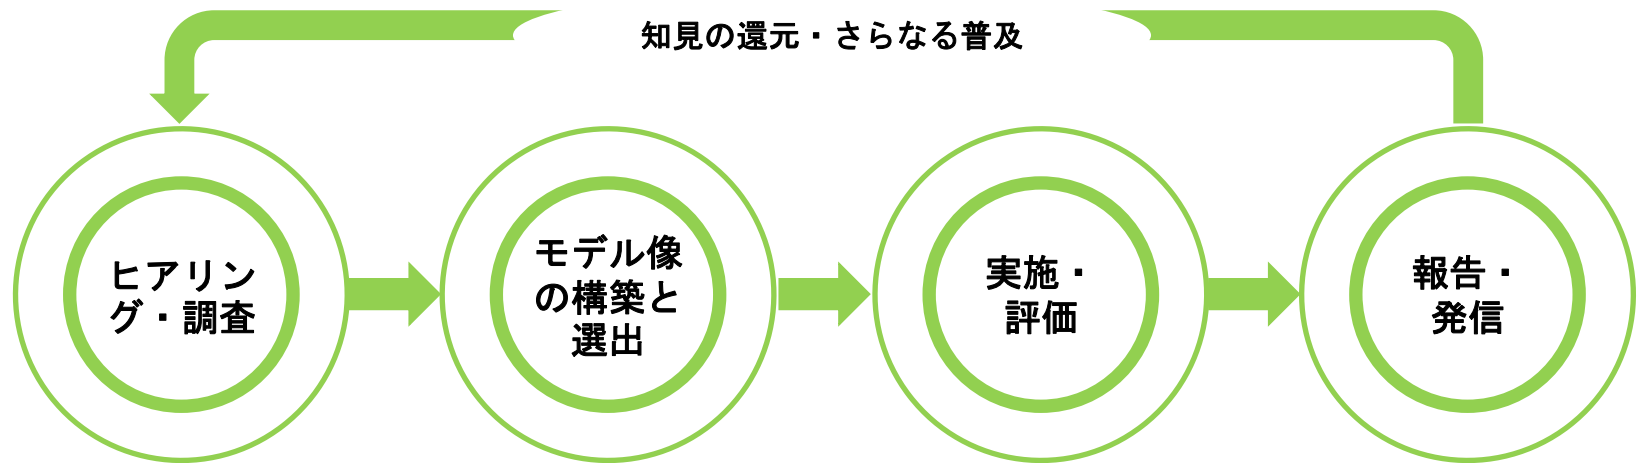 知見の還元・さらなる普及
ヒアリン
グ・調査
モデル像
の構築と
選出
実施・
評価
報告・
発信